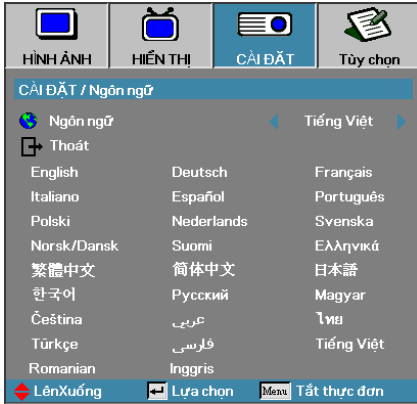 HÌNH ẢNH HIỂN THỊ CÀI ĐẶT Tùy chọn
CÀI ĐẶT / Ngôn ngữ
Ngôn ngữ Tiếng Việt
Thoát
English Deutsch Français
Italiano Español Português
Polski Nederlands Svenska
Norsk/Dansk Suomi Ελληνικά
繁體中文 简体中文 日本語
한국어 Русский Magyar
Čeština عربي ไทย
Türkçe فارسی Tiếng Việt
Romanian Inggris
LênXuống Lựa chọn Menu Tắt thực đơn